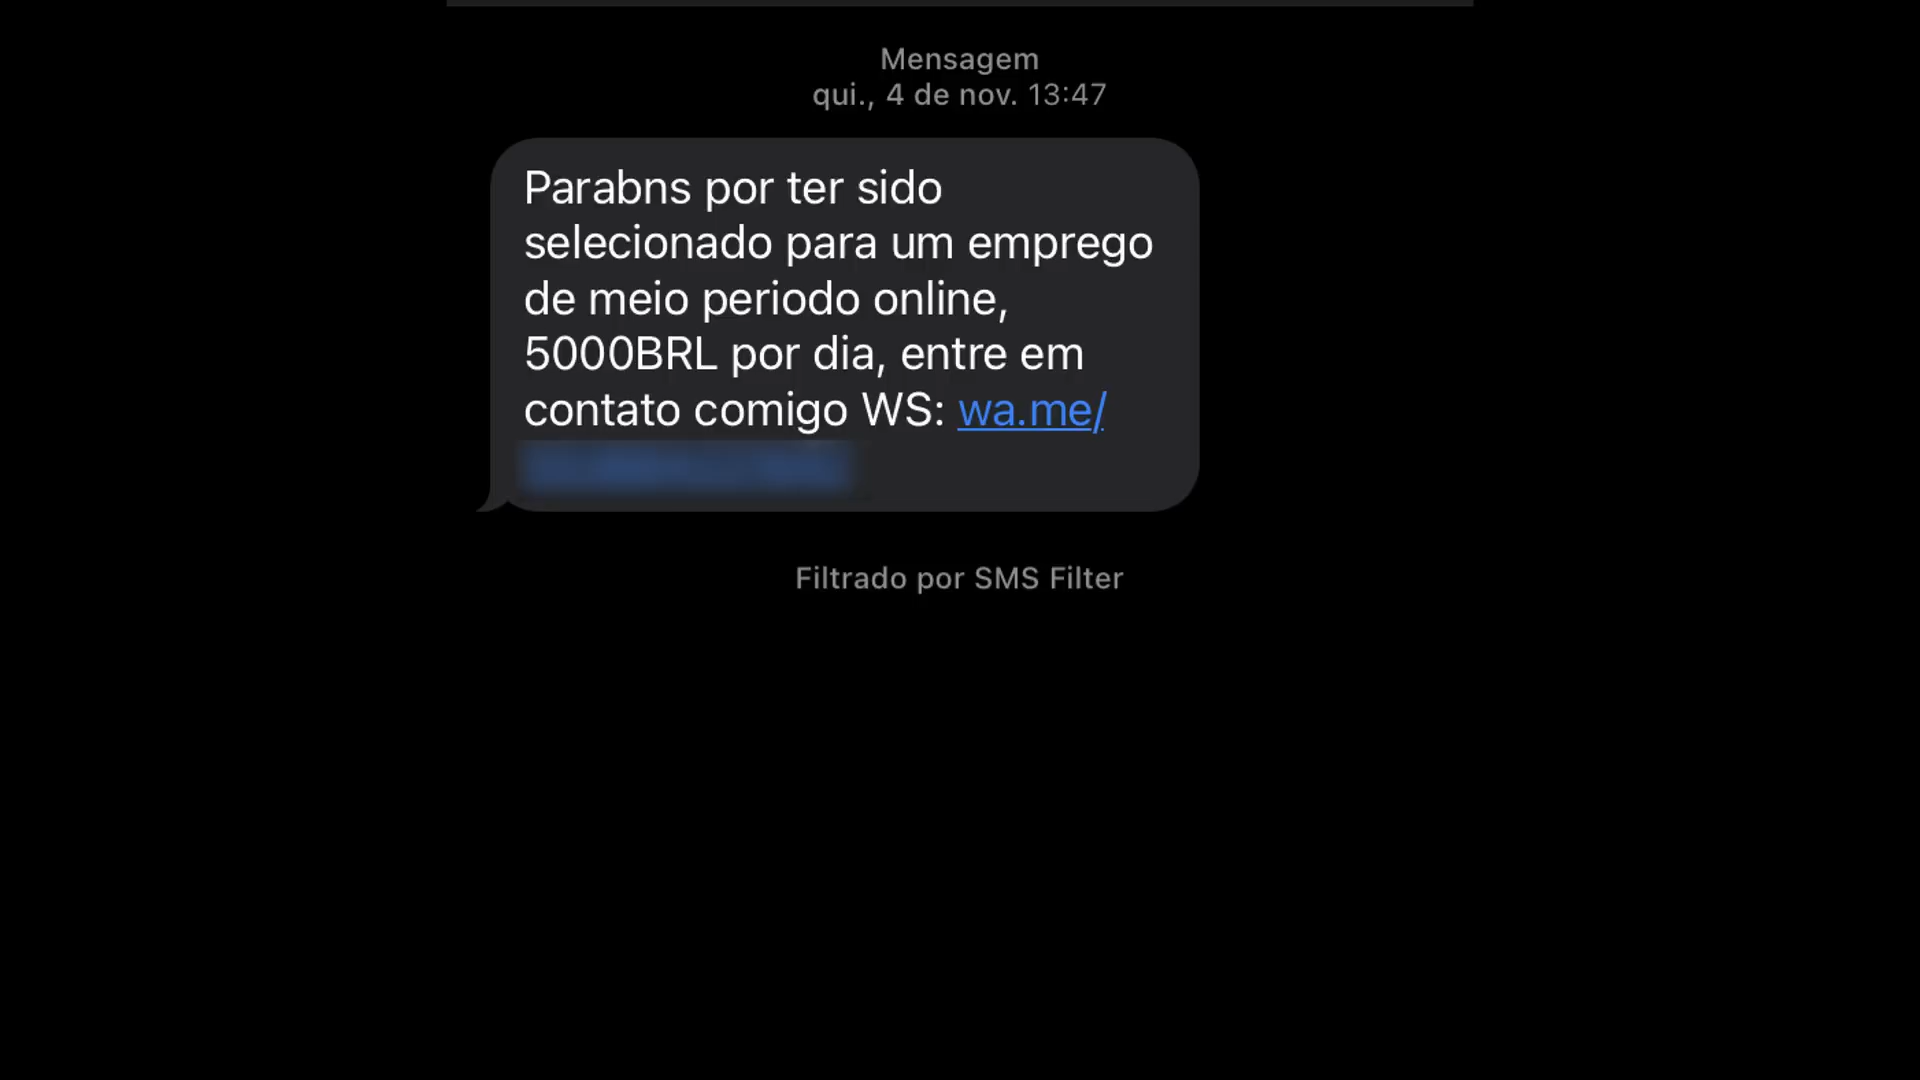 Mensagem
qui., 4 de nov. 13:47
Parabns por ter sido
selecionado para um emprego
de meio periodo online,
5000BRL por dia, entre em
contato comigo WS: wa.me/
Filtrado por SMS Filter